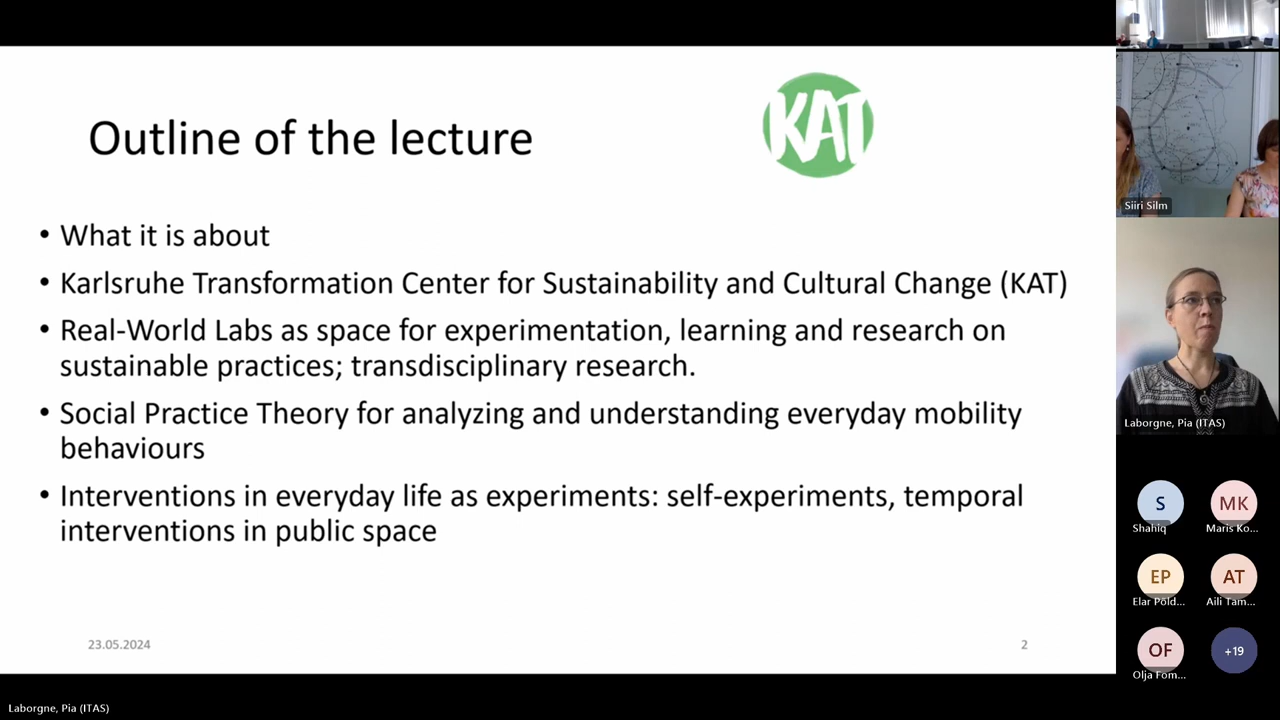 Outline of the lecture
KAT
• What it is about
• Karlsruhe Transformation Center for Sustainability and Cultural Change (KAT)
• Real-World Labs as space for experimentation, learning and research on
sustainable practices; transdisciplinary research.
• Social Practice Theory for analyzing and understanding everyday mobility
behaviours
• Interventions in everyday life as experiments: self-experiments, temporal
interventions in public space
23.05.2024
2
Siiri Silm
Laborgne, Pia (ITAS)
S
Shahiq
MK
Maris Ko...
EP
Elar Põld...
AT
Aili Tam...
OF
Olja Fom...
+19
Laborgne, Pia (ITAS)